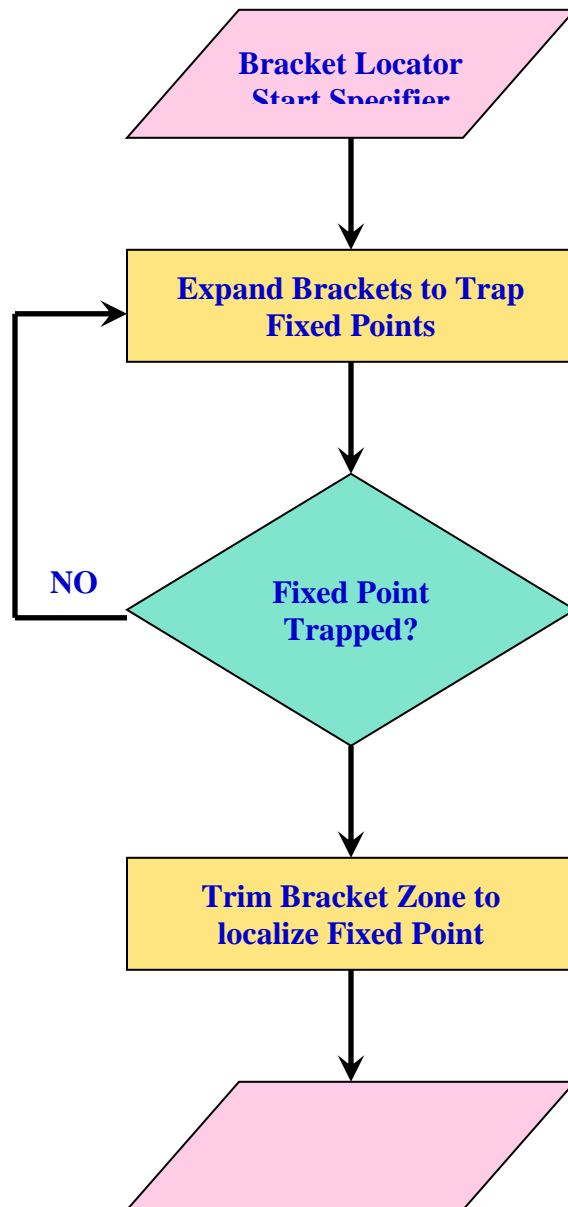 Bracket Locator
Start Specifier
Expand Brackets to Trap
Fixed Points
NO
Fixed Point
Trapped?
Trim Bracket Zone to
localize Fixed Point